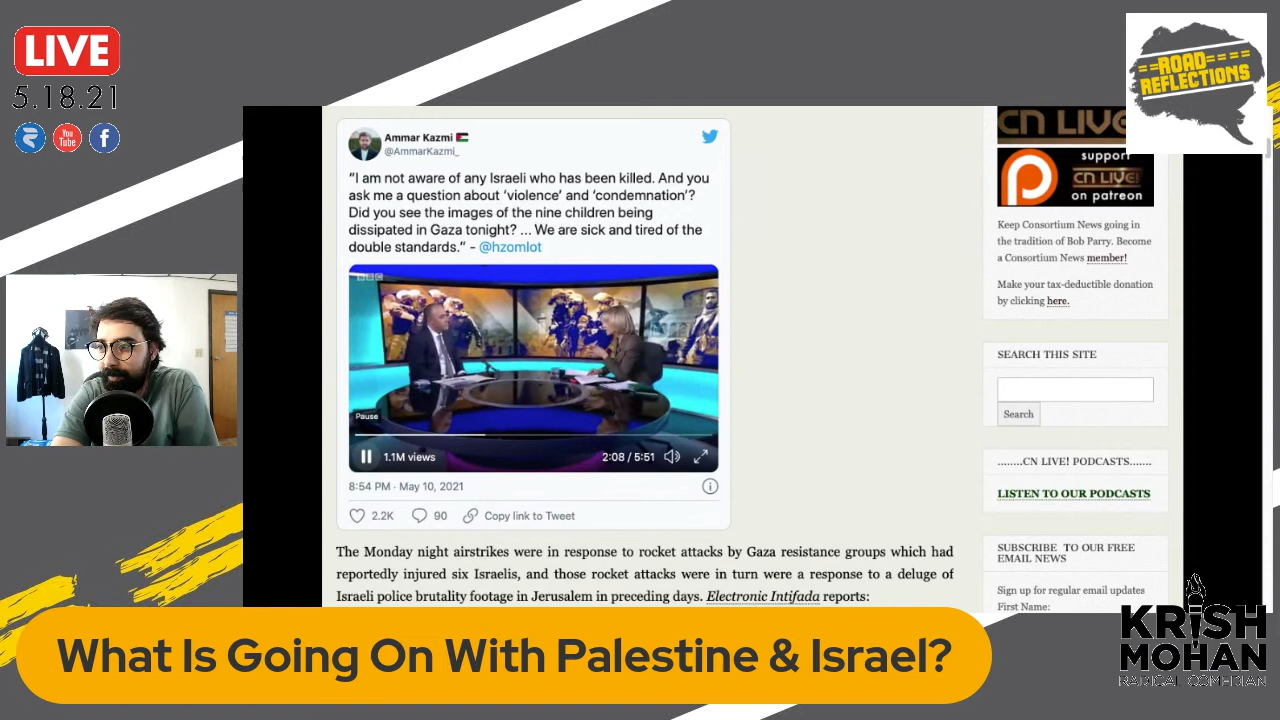 LIVE
5.18.21
You
Tube
==ROAD====
REFLECTIONS
Ammar Kazmi 🇵🇸
@AmmarKazmi_
“I am not aware of any Israeli who has been killed. And you
ask me a question about ‘violence’ and ‘condemnation’?
Did you see the images of the nine children being
dissipated in Gaza tonight? ... We are sick and tired of the
double standards.” - @hzomlot
BBC
Pause
1.1M views
2:08 / 5:51
8:54 PM · May 10, 2021
2.2K
90
Copy link to Tweet
The Monday night airstrikes were in response to rocket attacks by Gaza resistance groups which had
reportedly injured six Israelis, and those rocket attacks were in turn were a response to a deluge of
Israeli police brutality footage in Jerusalem in preceding days. Electronic Intifada reports:
CN LIVE!
support
CN LIVE!
on patreon
Keep Consortium News going in
the tradition of Bob Parry. Become
a Consortium News member!
Make your tax-deductible donation
by clicking here.
SEARCH THIS SITE
Search
........CN LIVE! PODCASTS.......
LISTEN TO OUR PODCASTS
SUBSCRIBE TO OUR FREE
EMAIL NEWS
Sign up for regular email updates
First Name:
What Is Going On With Palestine & Israel?
KRISH
MOHAN
RADICAL COMEDIAN